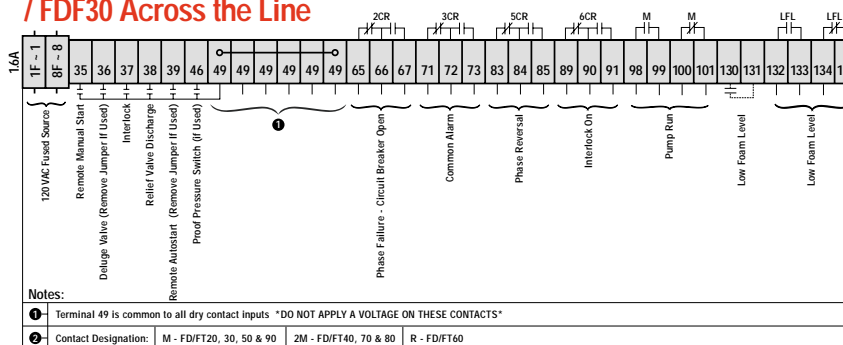 / FDF30 Across the Line
2CR 3CR 5CR 6CR M M LFL LFL
1.6A
1F ~ 1
8F ~ 8
35 36 37 38 39 46 49 49 49 49 49 49 65 66 67 71 72 73 83 84 85 89 90 91 98 99 100 101 130 131 132 133 134
120 VAC Fused Source
Remote Manual Start
Deluge Valve (Remove Jumper If Used)
Interlock
Relief Valve Discharge
Remote Autostart (Remove Jumper If Used)
Proof Pressure Switch (If Used)
❶
Phase Failure - Circuit Breaker Open
Common Alarm
Phase Reversal
Interlock On
Pump Run
Low Foam Level
Low Foam Level
Notes:
❶ Terminal 49 is common to all dry contact inputs *DO NOT APPLY A VOLTAGE ON THESE CONTACTS*
❷ Contact Designation: M - FD/FT20, 30, 50 & 90 2M - FD/FT40, 70 & 80 R - FD/FT60